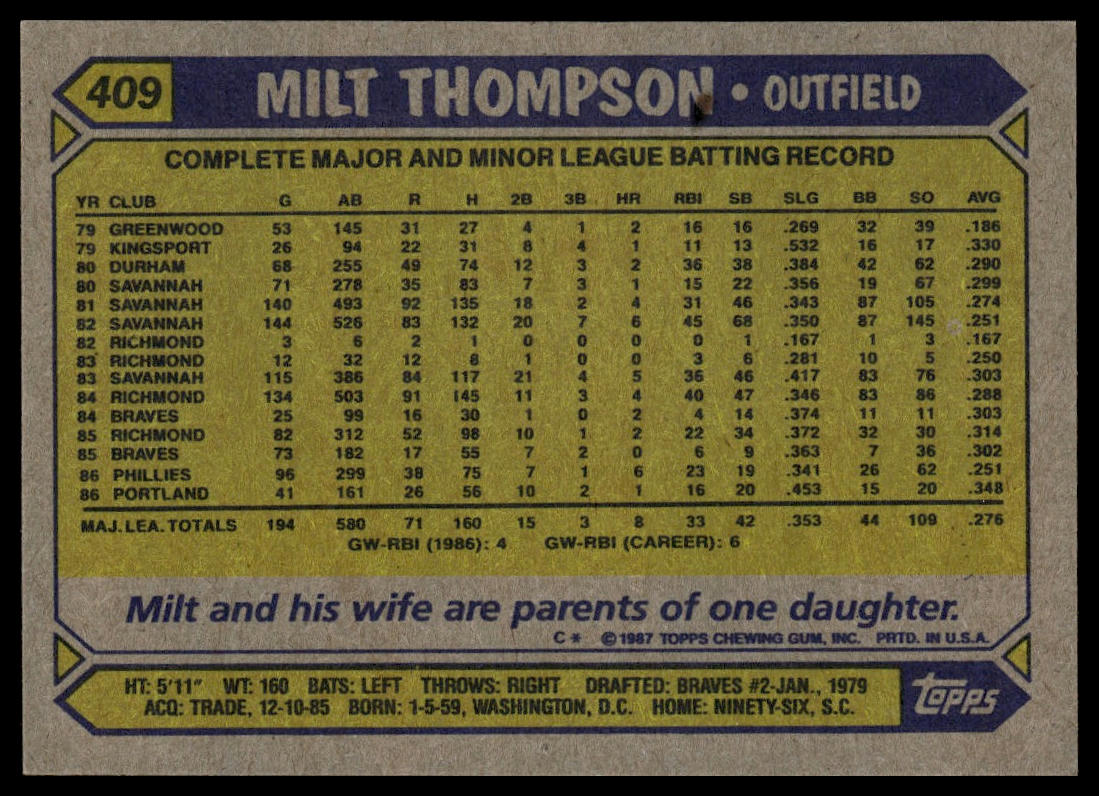 409 MILT THOMPSON • OUTFIELD
COMPLETE MAJOR AND MINOR LEAGUE BATTING RECORD
YR CLUB G AB R H 2B 3B HR RBI SB SLG BB SO AVG
79 GREENWOOD 53 145 31 27 4 1 2 16 16 .269 32 39 .186
79 KINGSPORT 26 94 22 31 8 4 1 11 13 .532 16 17 .330
80 DURHAM 68 255 49 74 12 3 2 36 38 .384 42 62 .290
80 SAVANNAH 71 278 35 83 7 3 1 15 22 .356 19 67 .299
81 SAVANNAH 140 493 92 135 18 2 4 31 46 .343 87 105 .274
82 SAVANNAH 144 526 83 132 20 7 6 45 68 .350 87 145 .251
82 RICHMOND 3 6 2 1 0 0 0 0 1 .167 1 3 .167
83 RICHMOND 12 32 12 8 1 0 0 3 6 .281 10 5 .250
83 SAVANNAH 115 386 84 117 21 4 5 36 46 .417 83 76 .303
84 RICHMOND 134 503 91 145 11 3 4 40 47 .346 83 86 .288
84 BRAVES 25 99 16 30 1 0 2 4 14 .374 11 11 .303
85 RICHMOND 82 312 52 98 10 1 2 22 34 .372 32 30 .314
85 BRAVES 73 182 17 55 7 2 0 6 9 .363 7 36 .302
86 PHILLIES 96 299 38 75 7 1 6 23 19 .341 26 62 .251
86 PORTLAND 41 161 26 56 10 2 1 16 20 .453 15 20 .348
MAJ. LEA. TOTALS 194 580 71 160 15 3 8 33 42 .353 44 109 .276
GW-RBI (1986): 4 GW-RBI (CAREER): 6
Milt and his wife are parents of one daughter.
C* ©1987 TOPPS CHEWING GUM, INC. PRTD. IN U.S.A.
HT: 5'11" WT: 160 BATS: LEFT THROWS: RIGHT DRAFTED: BRAVES #2-JAN., 1979
ACQ: TRADE, 12-10-85 BORN: 1-5-59, WASHINGTON, D.C. HOME: NINETY-SIX, S.C.
Topps